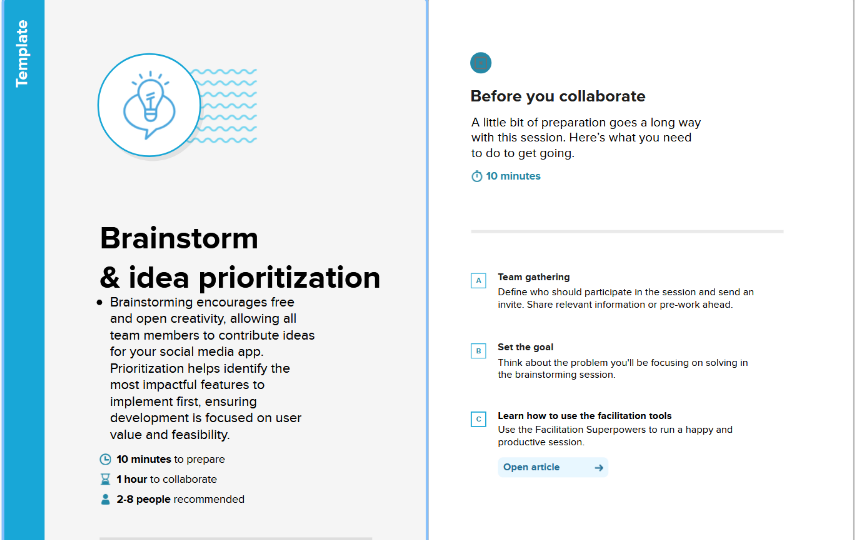 Template
Brainstorm
& idea prioritization
• Brainstorming encourages free
and open creativity, allowing all
team members to contribute ideas
for your social media app.
Prioritization helps identify the
most impactful features to
implement first, ensuring
development is focused on user
value and feasibility.
10 minutes to prepare
1 hour to collaborate
2-8 people recommended
Before you collaborate
A little bit of preparation goes a long way
with this session. Here's what you need
to do to get going.
10 minutes
A
Team gathering
Define who should participate in the session and send an
invite. Share relevant information or pre-work ahead.
B
Set the goal
Think about the problem you'll be focusing on solving in
the brainstorming session.
C
Learn how to use the facilitation tools
Use the Facilitation Superpowers to run a happy and
productive session.
Open article →